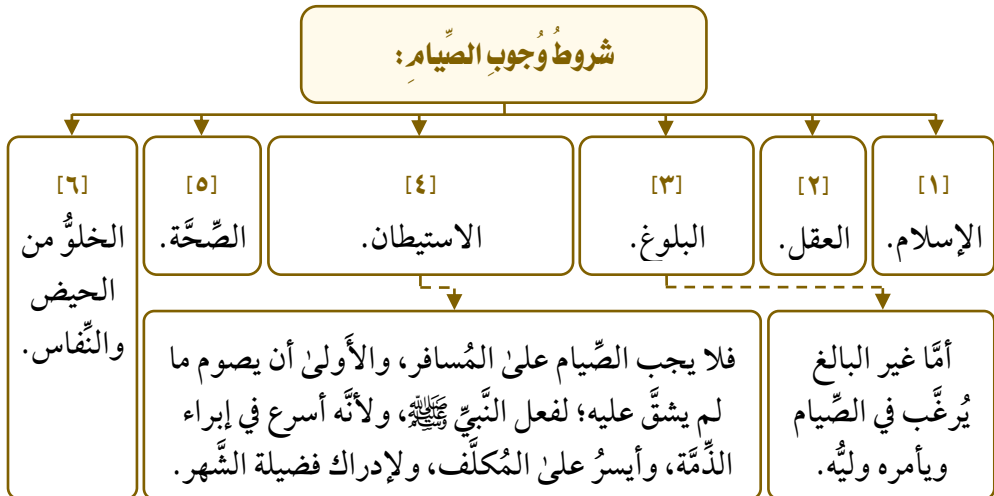 شروطُ وُجوبِ الصِّيامِ:
[١]
الإسلام.
[٢]
العقل.
[٣]
البلوغ.
[٤]
الاستيطان.
[٥]
الصِّحَّة.
[٦]
الخلوُّ من
الحيض
والنِّفاس.
أمَّا غير البالغ
يُرغَّب في الصِّيام
ويأمره وليُّه.
فلا يجب الصِّيام علىٰ المُسافر، والأَولىٰ أن يصوم ما
لم يشقَّ عليه؛ لفعل النَّبيِّ ﷺ، ولأنَّه أسرع في إبراء
الذِّمَّة، وأيسرُ علىٰ المُكلَّف، ولإدراك فضيلة الشَّهر.